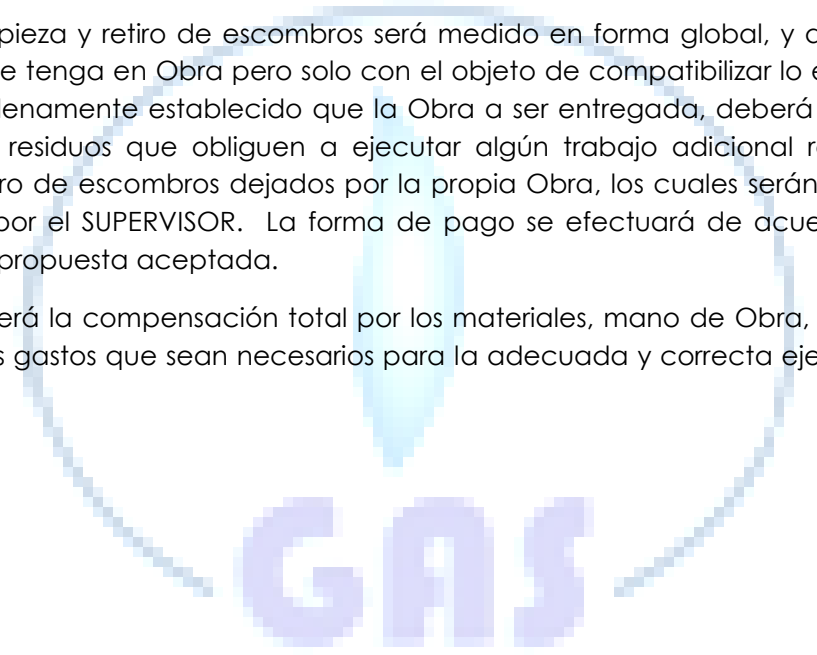 pieza y retiro de escombros será medido en forma global, y
e tenga en Obra pero solo con el objeto de compatibilizar lo
lenamente establecido que la Obra a ser entregada, deberá
residuos que obliguen a ejecutar algún trabajo adicional
ro de escombros dejados por la propia Obra, los cuales serán
por el SUPERVISOR. La forma de pago se efectuará de acue
propuesta aceptada.
erá la compensación total por los materiales, mano de Obra,
s gastos que sean necesarios para la adecuada y correcta eje
GAS